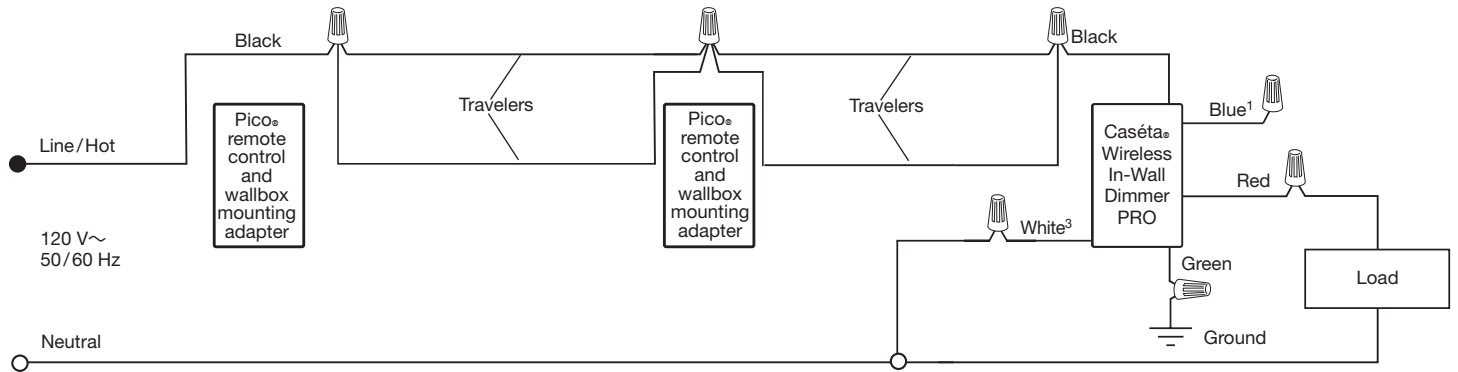 Black
Black
Travelers
Travelers
Line/Hot
Pico®
remote
control
and
wallbox
mounting
adapter
Pico®
remote
control
and
wallbox
mounting
adapter
Caséta®
Wireless
In-Wall
Dimmer
PRO
Blue¹
Red
White³
120 V~
50/60 Hz
Green
Load
Ground
Neutral